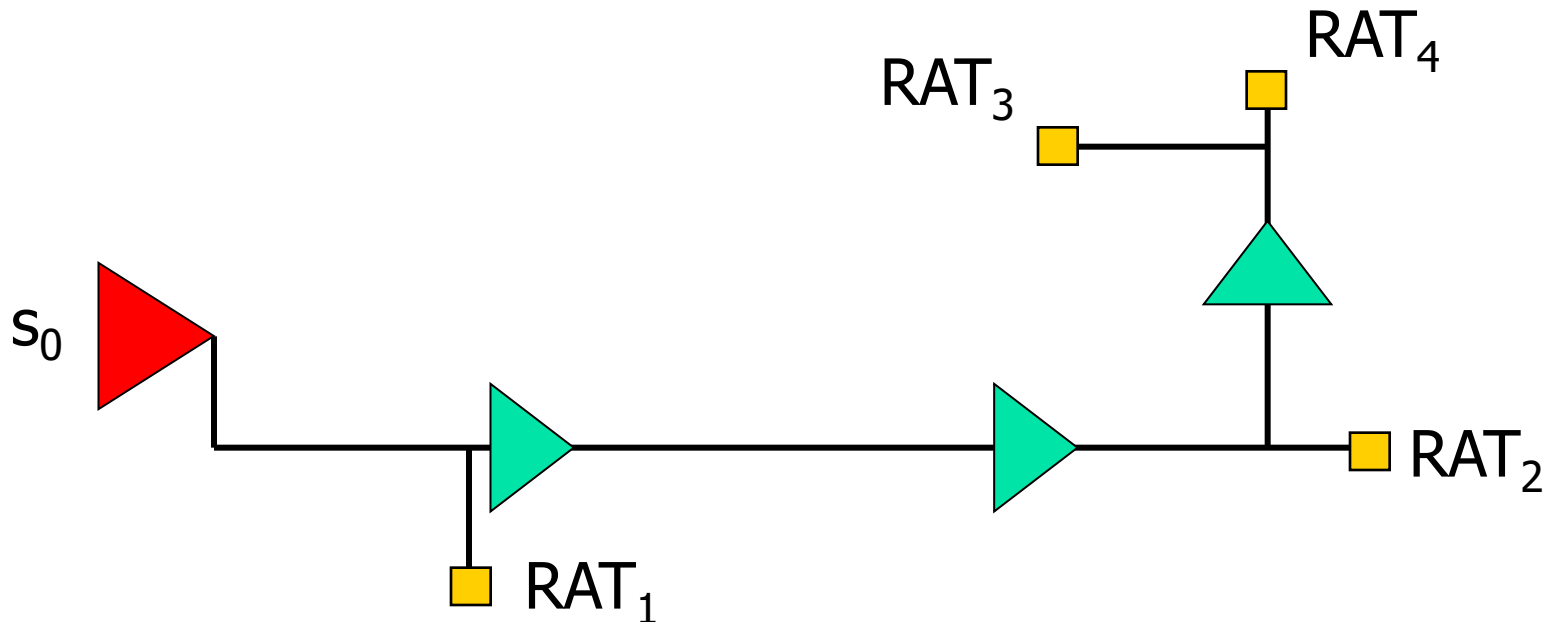 RAT₄
RAT₃
s₀
RAT₂
RAT₁